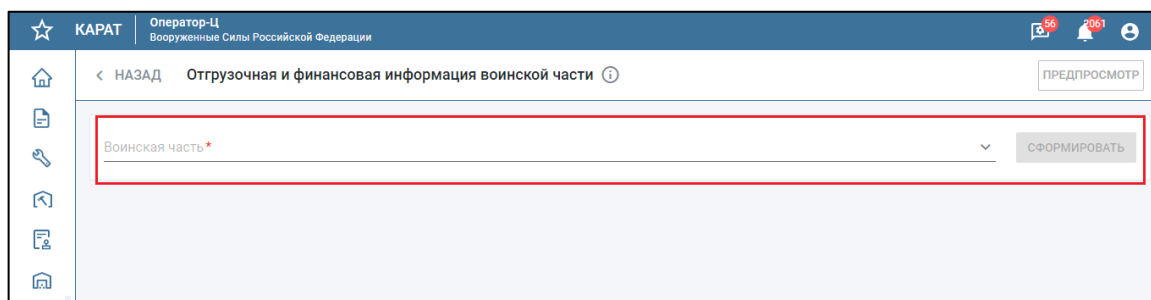 КАРАТ
Оператор-Ц
Вооруженные Силы Российской Федерации
56
2061
НАЗАД
Отгрузочная и финансовая информация воинской части
ПРЕДПРОСМОТР
Воинская часть*
СФОРМИРОВАТЬ